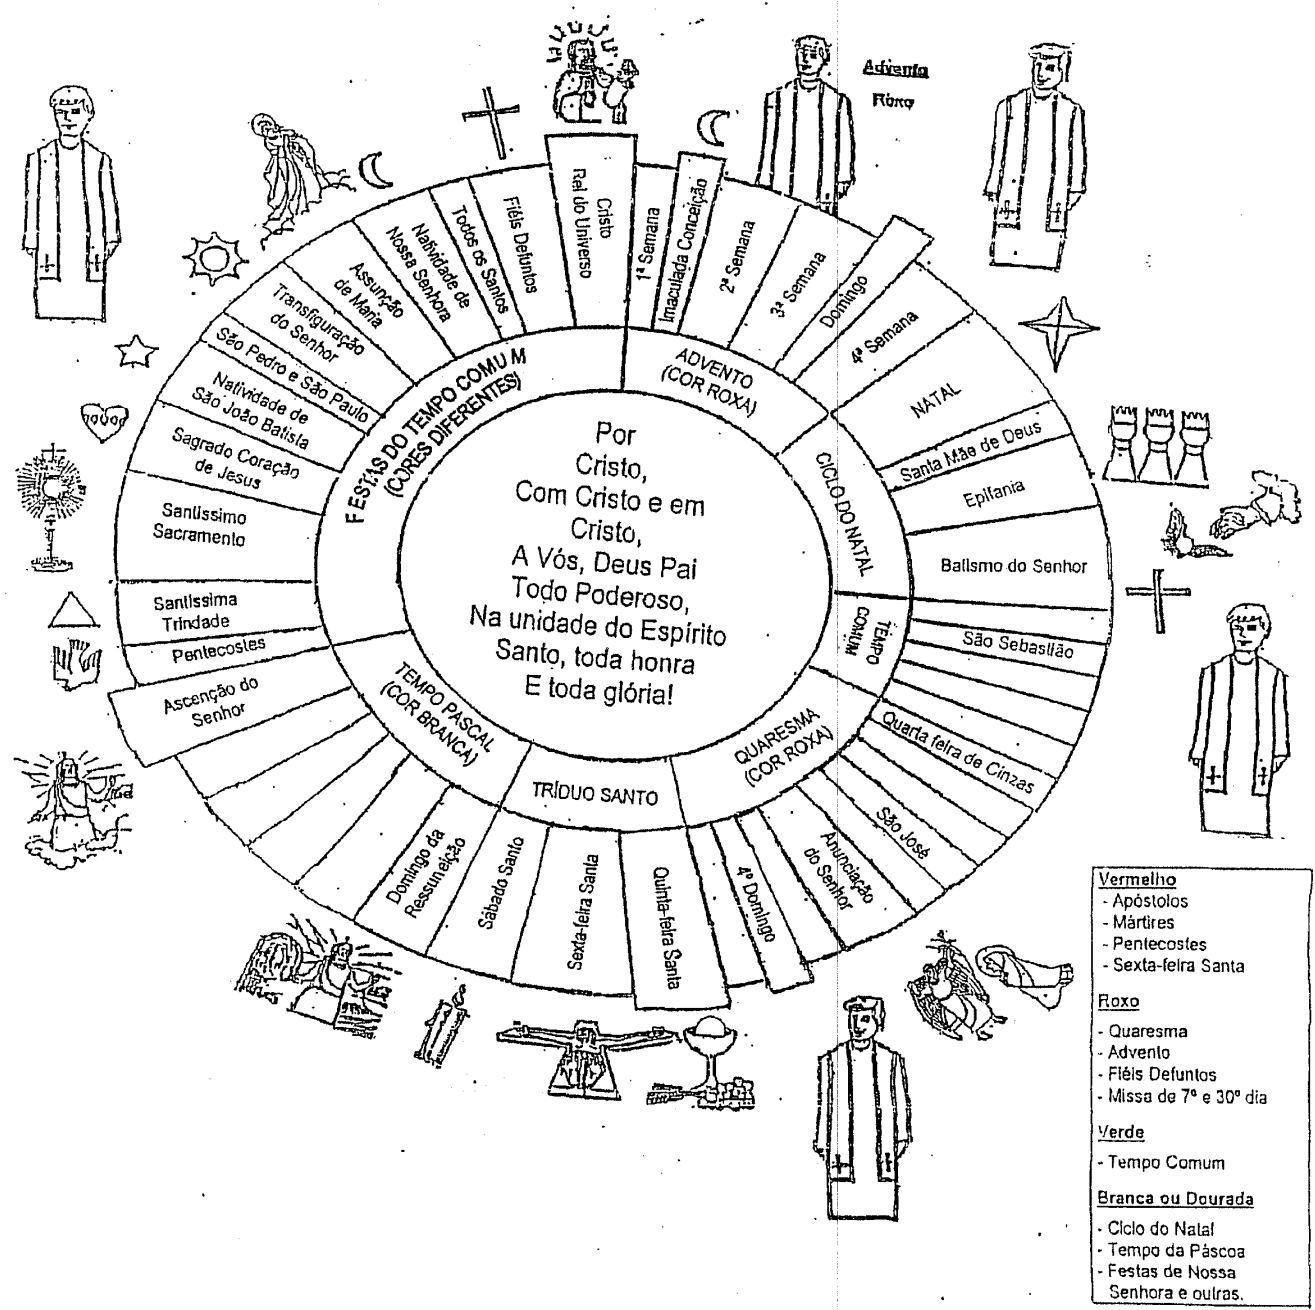 Advento
Roxo
Cristo
Rei do Universo
1ª Semana
Imaculada Conceição
2ª Semana
3ª Semana
Domingo
4ª Semana
NATAL
Santa Mãe de Deus
Epifania
Batismo do Senhor
São Sebastião
Quarta feira de Cinzas
São José
Anunciação
do Senhor
4º Domingo
Quinta-feira Santa
Sexta-feira Santa
Sábado Santo
Domingo da
Ressuneição
Ascenção do
Senhor
Pentecostes
Santíssima
Trindade
Santíssimo
Sacramento
Sagrado Coração
de Jesus
Natividade de
São João Batista
São Pedro e São Paulo
Transfiguração
do Senhor
Assunção
de Maria
Natividade de
Nossa Senhora
Todos os Santos
Fiéis Defuntos
ADVENTO
(COR ROXA)
CICLO DO NATAL
TEMPO
COMUM
QUARESMA
(COR ROXA)
TRÍDUO SANTO
TEMPO PASCAL
(COR BRANCA)
FESTAS DO TEMPO COMUM
(CORES DIFERENTES)
Por
Cristo,
Com Cristo e em
Cristo,
A Vós, Deus Pai
Todo Poderoso,
Na unidade do Espírito
Santo, toda honra
E toda glória!
Vermelho
- Apóstolos
- Mártires
- Pentecostes
- Sexta-feira Santa
Roxo
- Quaresma
- Advento
- Fiéis Defuntos
- Missa de 7º e 30º dia
Verde
- Tempo Comum
Branca ou Dourada
- Ciclo do Natal
- Tempo da Páscoa
- Festas de Nossa
Senhora e outras.